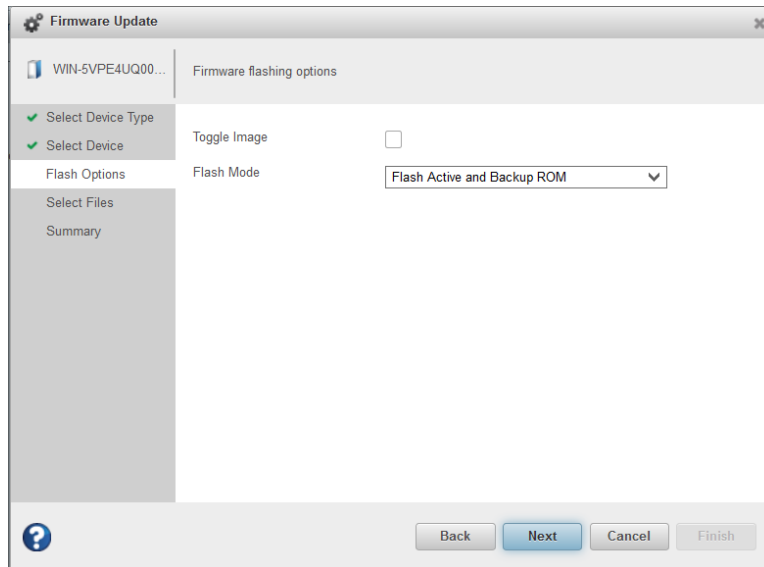 Firmware Update
WIN-5VPE4UQ00...
Firmware flashing options
Select Device Type
Select Device
Flash Options
Select Files
Summary
Toggle Image
Flash Mode
Flash Active and Backup ROM
?
Back
Next
Cancel
Finish